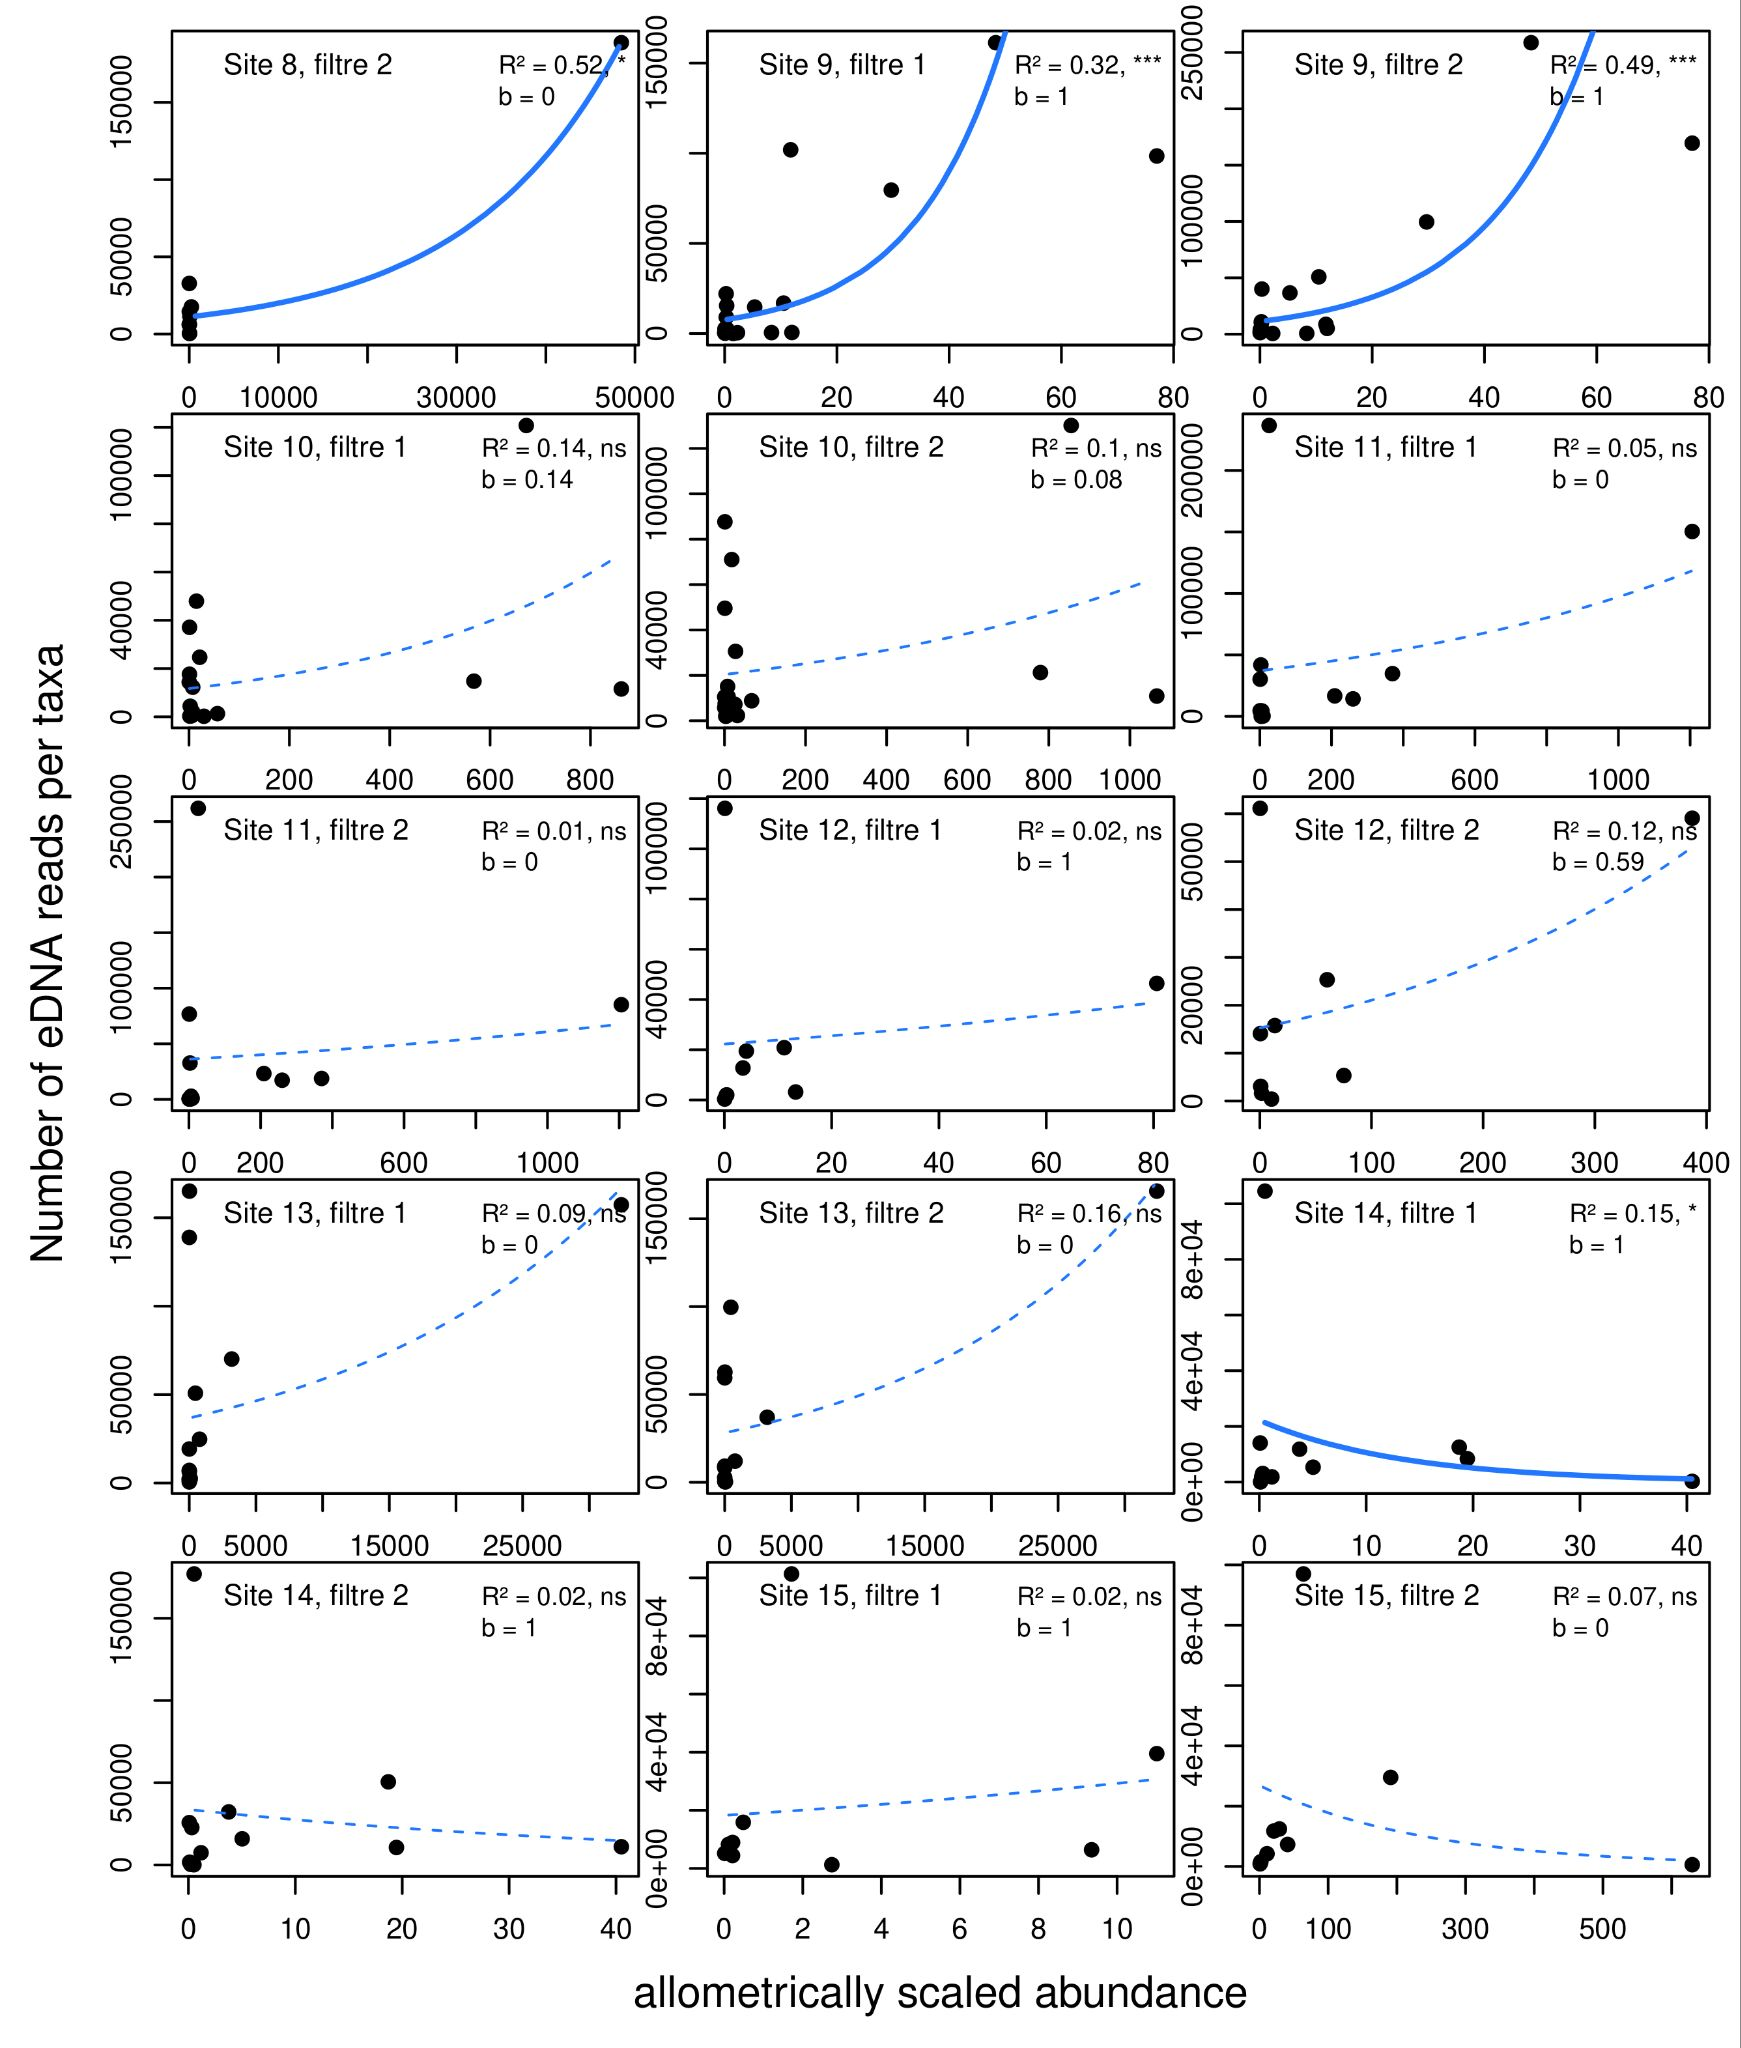 Number of eDNA reads per taxa
Site 8, filtre 2
R² = 0.52, *
b = 0
0 50000 150000
0 10000 30000 50000
Site 9, filtre 1
R² = 0.32, ***
b = 1
0 50000 150000
0 20 40 60 80
Site 9, filtre 2
R² = 0.49, ***
b = 1
0 100000 250000
0 20 40 60 80
Site 10, filtre 1
R² = 0.14, ns
b = 0.14
0 40000 100000
0 200 400 600 800
Site 10, filtre 2
R² = 0.1, ns
b = 0.08
0 40000 100000
0 200 400 600 800 1000
Site 11, filtre 1
R² = 0.05, ns
b = 0
0 100000 200000
0 200 600 1000
Site 11, filtre 2
R² = 0.01, ns
b = 0
0 100000 250000
0 200 600 1000
Site 12, filtre 1
R² = 0.02, ns
b = 1
0 40000 100000
0 20 40 60 80
Site 12, filtre 2
R² = 0.12, ns
b = 0.59
0 20000 50000
0 100 200 300 400
Site 13, filtre 1
R² = 0.09, ns
b = 0
0 50000 150000
0 5000 15000 25000
Site 13, filtre 2
R² = 0.16, ns
b = 0
0 50000 150000
0 5000 15000 25000
Site 14, filtre 1
R² = 0.15, *
b = 1
0e+00 4e+04 8e+04
0 10 20 30 40
Site 14, filtre 2
R² = 0.02, ns
b = 1
0 50000 150000
0 10 20 30 40
Site 15, filtre 1
R² = 0.02, ns
b = 1
0e+00 4e+04 8e+04
0 2 4 6 8 10
Site 15, filtre 2
R² = 0.07, ns
b = 0
0e+00 4e+04 8e+04
0 100 300 500
allometrically scaled abundance